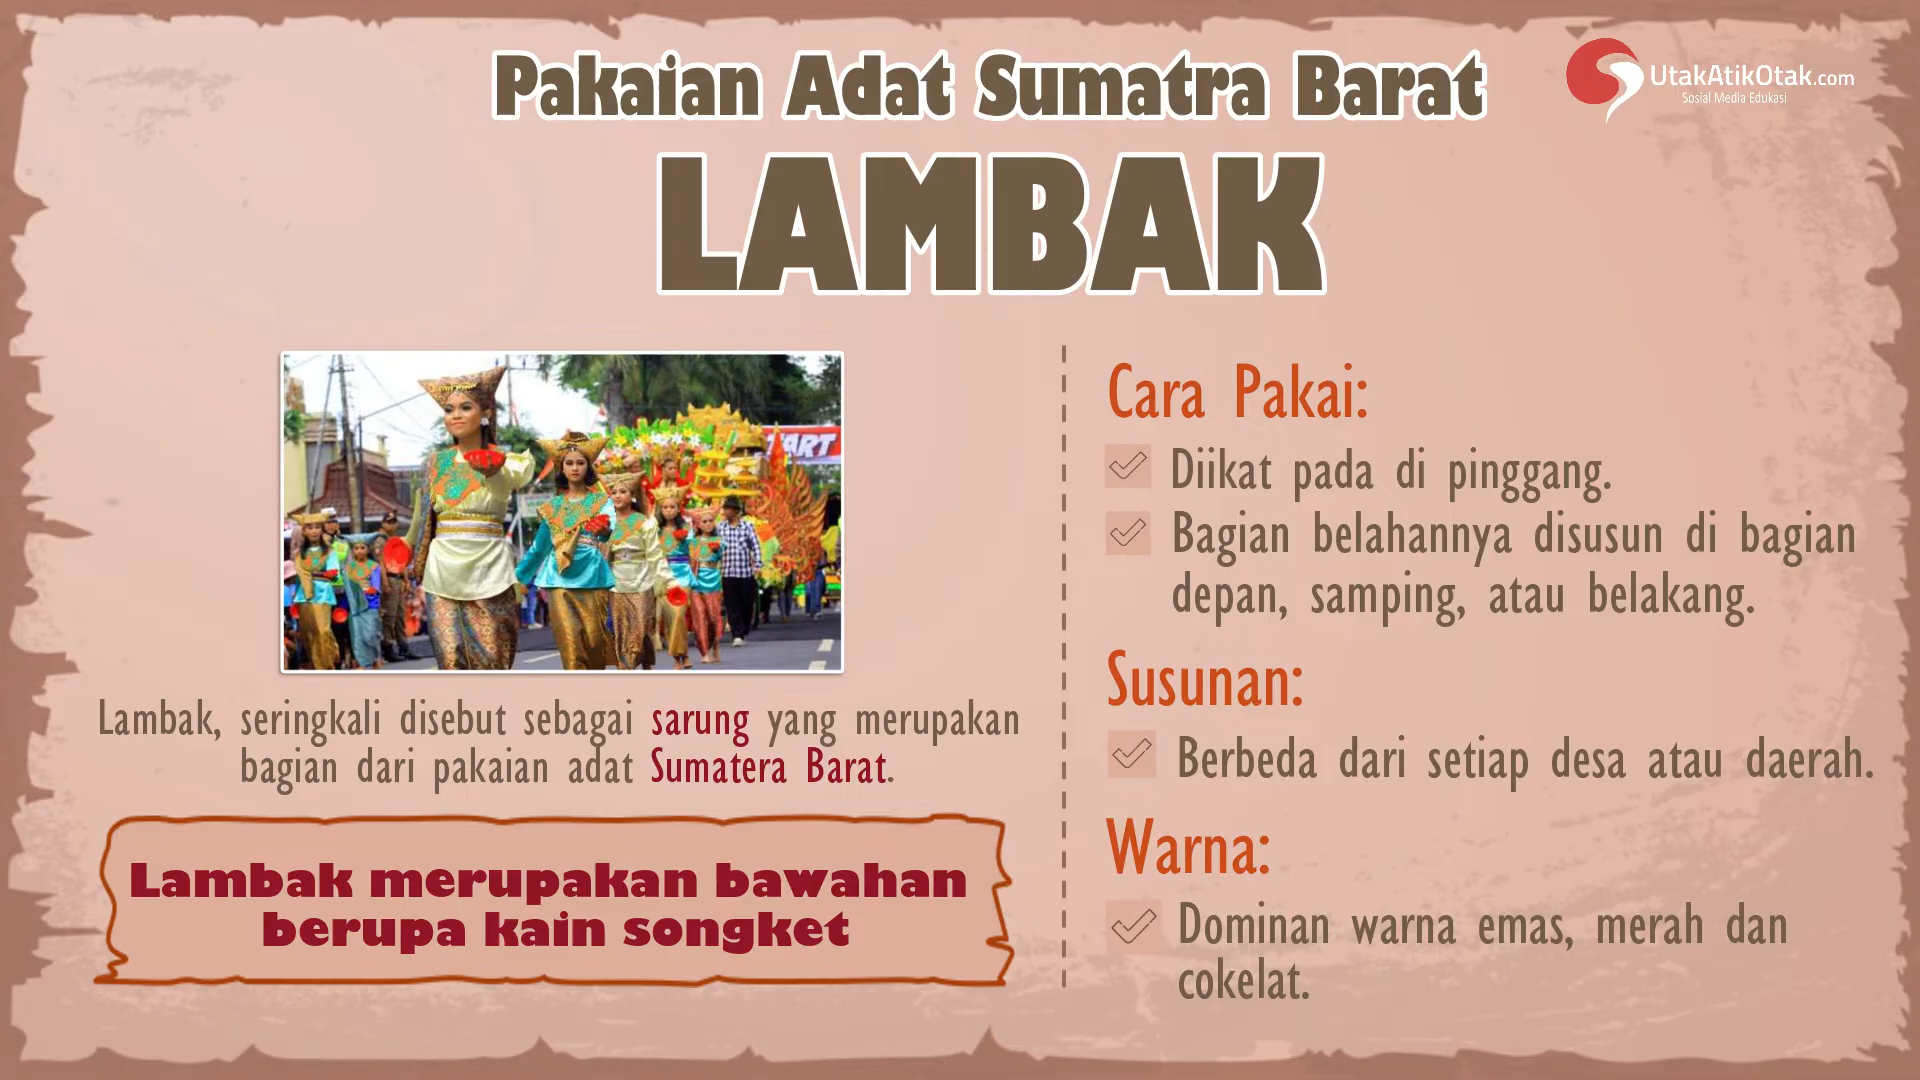 Pakaian Adat Sumatra Barat
UtakAtikOtak.com
Sosial Media Edukasi
LAMBAK
Lambak, seringkali disebut sebagai sarung yang merupakan
bagian dari pakaian adat Sumatera Barat.
Lambak merupakan bawahan
berupa kain songket
Cara Pakai:
Diikat pada di pinggang.
Bagian belahannya disusun di bagian
depan, samping, atau belakang.
Susunan:
Berbeda dari setiap desa atau daerah.
Warna:
Dominan warna emas, merah dan
cokelat.